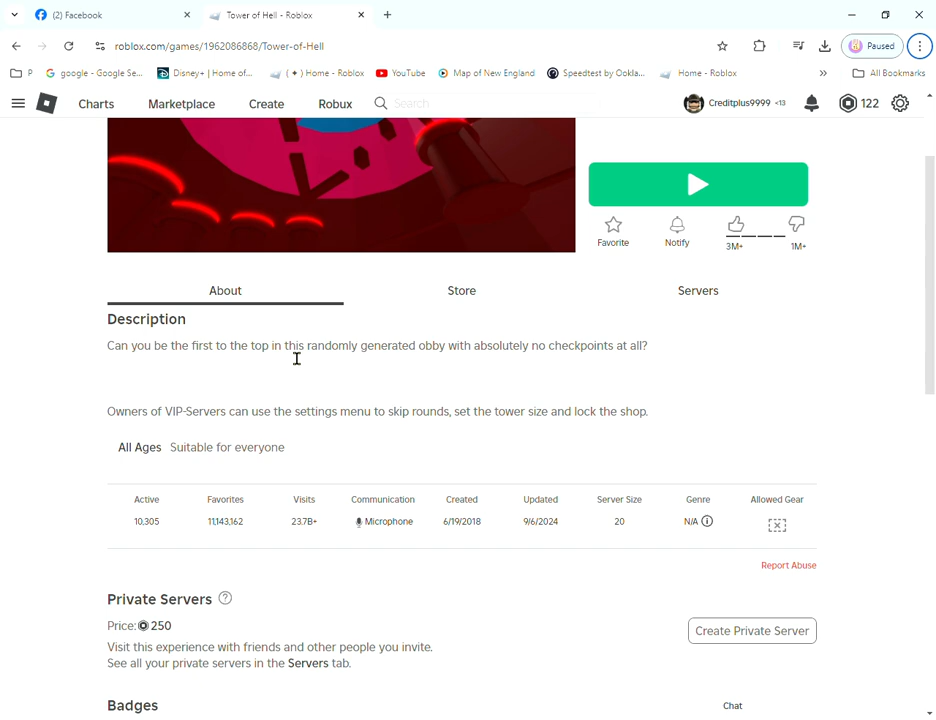 (2) Facebook
Tower of Hell - Roblox
roblox.com/games/1962086868/Tower-of-Hell
Paused
P
google - Google Se...
Disney+ | Home of...
( + ) Home - Roblox
YouTube
Map of New England
Speedtest by Ookla...
Home - Roblox
All Bookmarks
Charts
Marketplace
Create
Robux
Search
Creditplus9999 <13
122
Favorite
Notify
3M+
1M+
About
Store
Servers
Description
Can you be the first to the top in this randomly generated obby with absolutely no checkpoints at all?
Owners of VIP-Servers can use the settings menu to skip rounds, set the tower size and lock the shop.
All Ages Suitable for everyone
Active Favorites Visits Communication Created Updated Server Size Genre Allowed Gear
10,305 11,143,162 23.7B+ Microphone 6/19/2018 9/6/2024 20 N/A
Report Abuse
Private Servers
Price: 250
Create Private Server
Visit this experience with friends and other people you invite.
See all your private servers in the Servers tab.
Badges
Chat